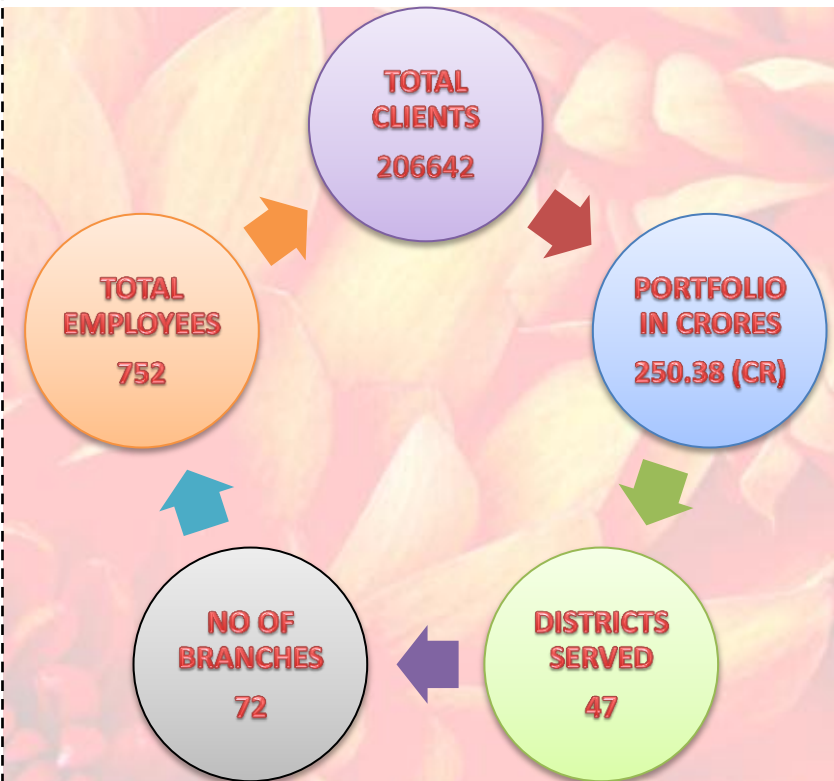 TOTAL
CLIENTS
206642
PORTFOLIO
IN CRORES
250.38 (CR)
DISTRICTS
SERVED
47
NO OF
BRANCHES
72
TOTAL
EMPLOYEES
752